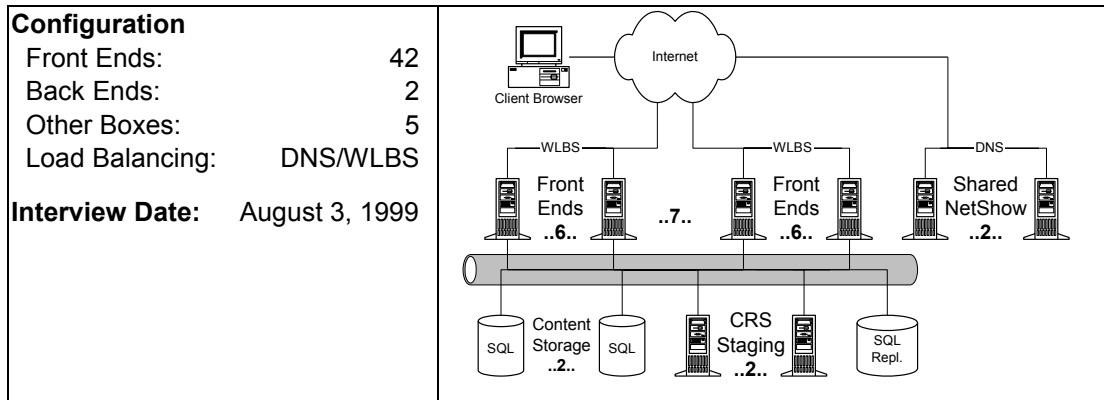 Configuration
Front Ends: 42
Back Ends: 2
Other Boxes: 5
Load Balancing: DNS/WLBS
Interview Date: August 3, 1999
Internet
Client Browser
WLBS
WLBS
DNS
Front
Ends
..6..
..7..
Front
Ends
..6..
Shared
NetShow
..2..
SQL
Content
Storage
..2..
SQL
CRS
Staging
..2..
SQL
Repl.